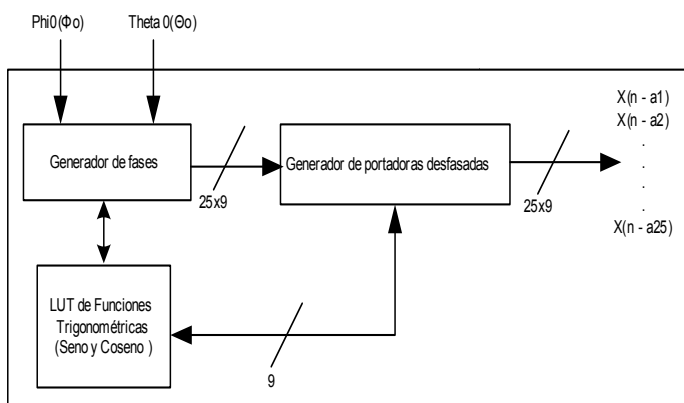 Phi0(Φo)
Theta 0(Θo)
X(n - a1)
X(n - a2)
.
.
.
.
X(n - a25)
Generador de fases
25x9
Generador de portadoras desfasadas
25x9
LUT de Funciones
Trigonométricas
(Seno y Coseno )
9